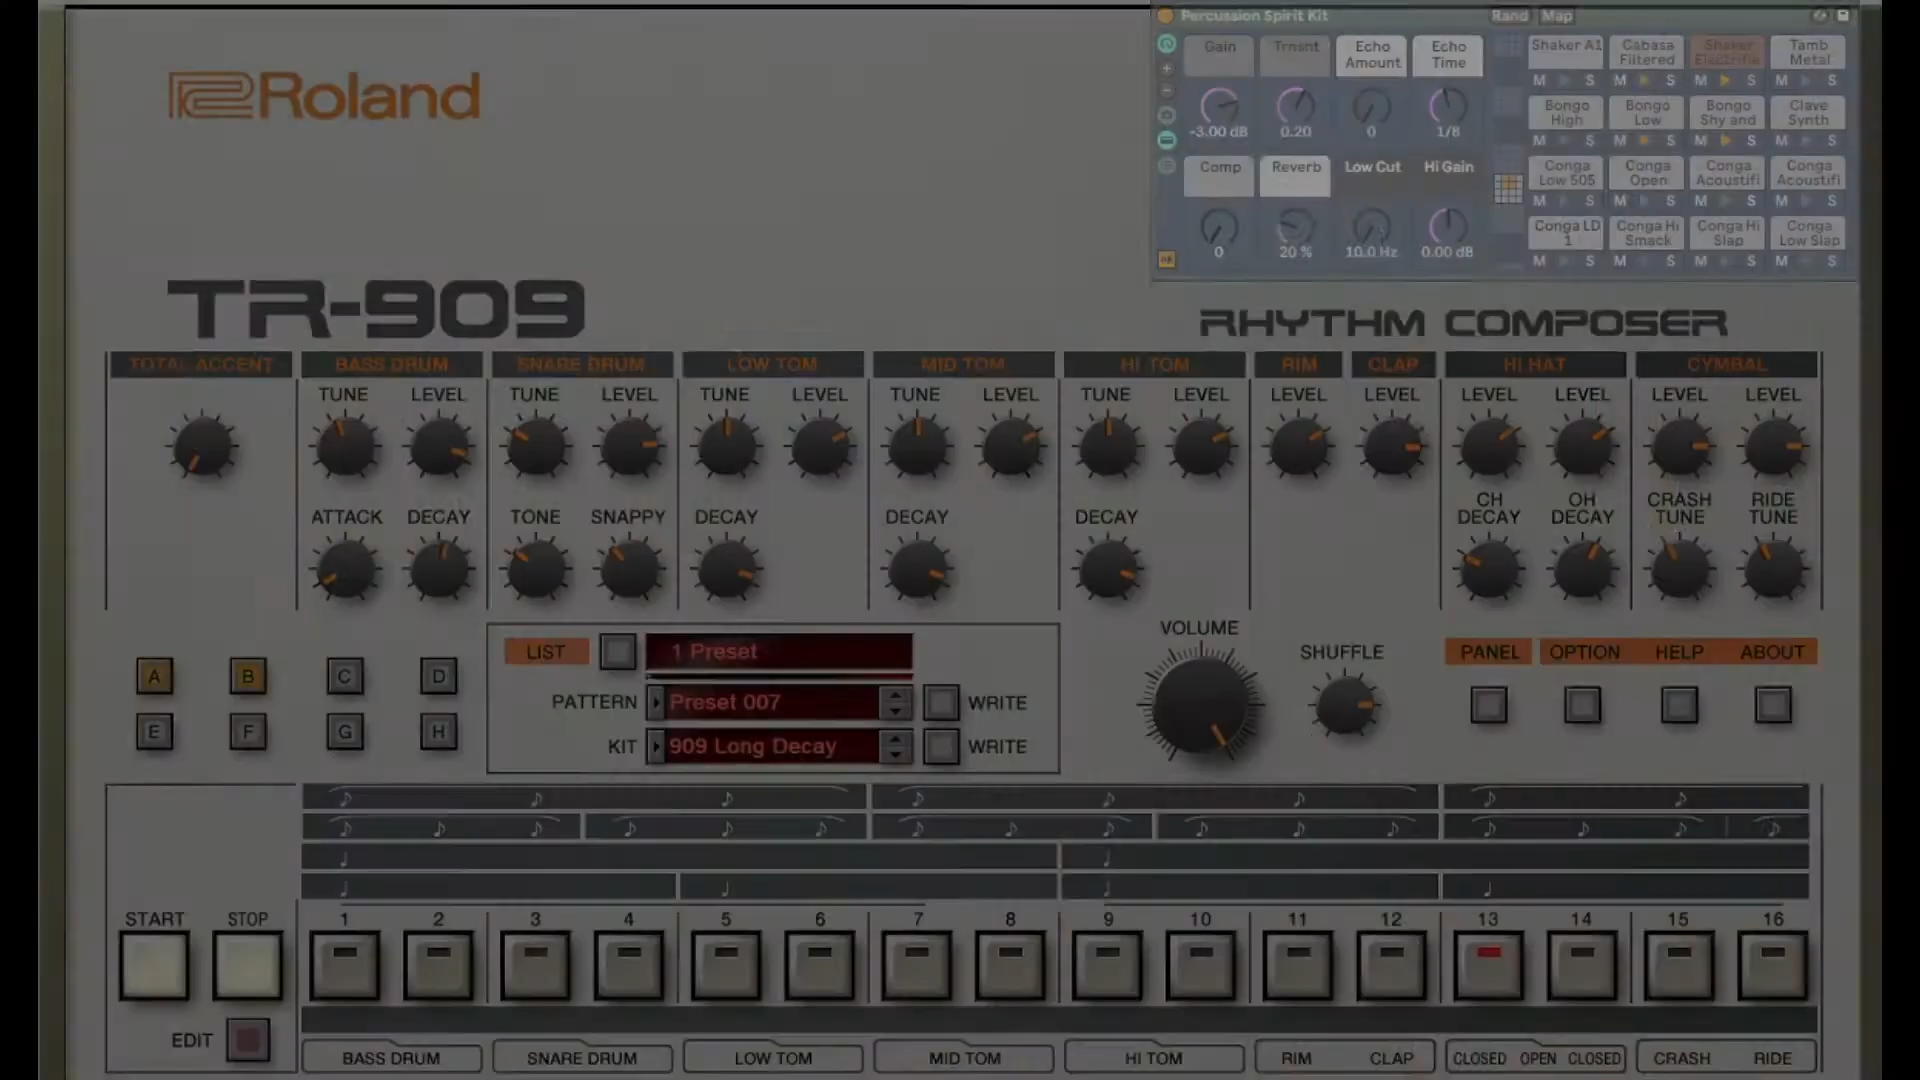 Percussion Spirit Kit Rand Map
Gain Trnsnt Echo Amount Echo Time
-3.00 dB 0.20 0 1/8
Comp Reverb Low Cut Hi Gain
0 20 % 10.0 Hz 0.00 dB
Shaker A1 Cabasa Filtered Shaker Electrifie Tamb Metal
M S M S M S M S
Bongo High Bongo Low Bongo Shy and Clave Synth
M S M S M S M S
Conga Low 505 Conga Open Conga Acoustifi Conga Acoustifi
M S M S M S M S
Conga LD 1 Conga Hi Smack Conga Hi Slap Conga Low Slap
M S M S M S M S
Roland
TR-909
RHYTHM COMPOSER
TOTAL ACCENT BASS DRUM SNARE DRUM LOW TOM MID TOM HI TOM RIM CLAP HI HAT CYMBAL
TUNE LEVEL TUNE LEVEL TUNE LEVEL TUNE LEVEL TUNE LEVEL LEVEL LEVEL LEVEL LEVEL LEVEL LEVEL
ATTACK DECAY TONE SNAPPY DECAY DECAY DECAY CH DECAY OH DECAY CRASH TUNE RIDE TUNE
VOLUME
SHUFFLE
PANEL OPTION HELP ABOUT
A B C D
E F G H
LIST 1 Preset
PATTERN Preset 007 WRITE
KIT 909 Long Decay WRITE
START STOP 1 2 3 4 5 6 7 8 9 10 11 12 13 14 15 16
EDIT
BASS DRUM SNARE DRUM LOW TOM MID TOM HI TOM RIM CLAP CLOSED OPEN CLOSED CRASH RIDE